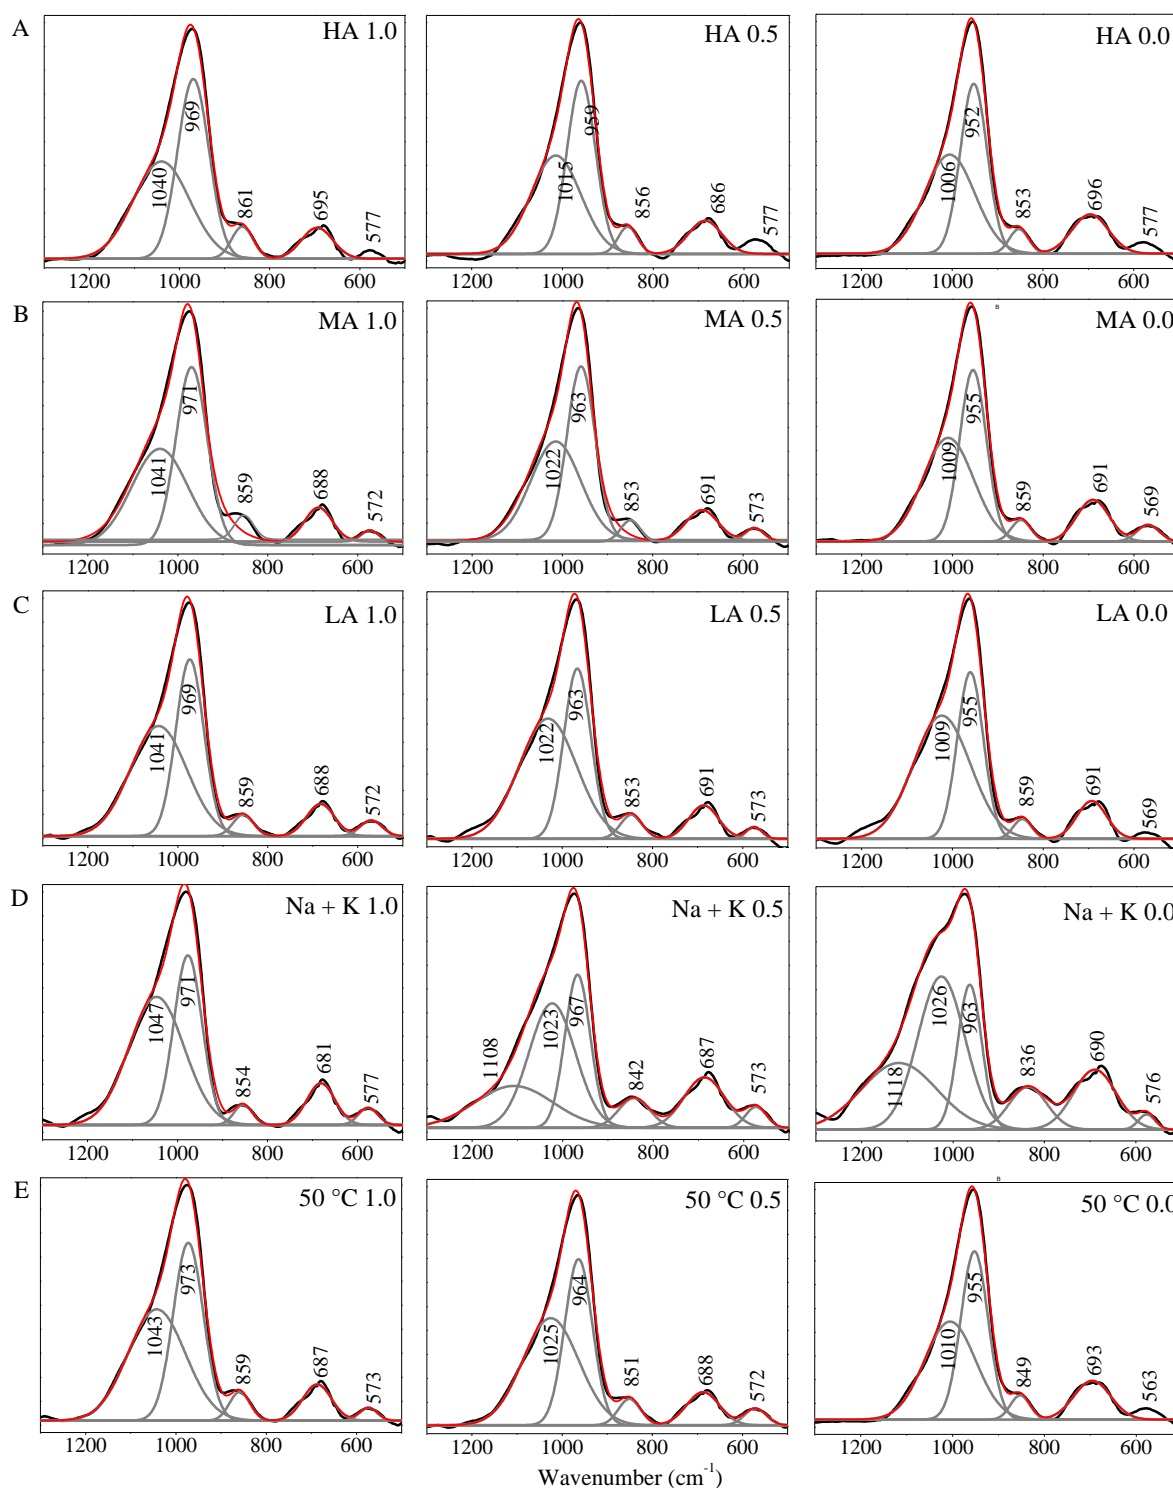 A
HA 1.0
HA 0.5
HA 0.0
1040
969
861
695
577
1015
959
856
686
577
1006
952
853
696
577
1200 1000 800 600
1200 1000 800 600
1200 1000 800 600
B
MA 1.0
MA 0.5
B
MA 0.0
1041
971
859
688
572
1022
963
853
691
573
1009
955
859
691
569
1200 1000 800 600
1200 1000 800 600
1200 1000 800 600
C
LA 1.0
LA 0.5
LA 0.0
1041
969
859
688
572
1022
963
853
691
573
1009
955
859
691
569
1200 1000 800 600
1200 1000 800 600
1200 1000 800 600
D
Na + K 1.0
Na + K 0.5
Na + K 0.0
1047
971
854
681
577
1108
1023
967
842
687
573
1118
1026
963
836
690
576
1200 1000 800 600
1200 1000 800 600
1200 1000 800 600
E
50 °C 1.0
50 °C 0.5
B
50 °C 0.0
1043
973
859
687
573
1025
964
851
688
572
1010
955
849
693
563
1200 1000 800 600
1200 1000 800 600
1200 1000 800 600
Wavenumber (cm⁻¹)